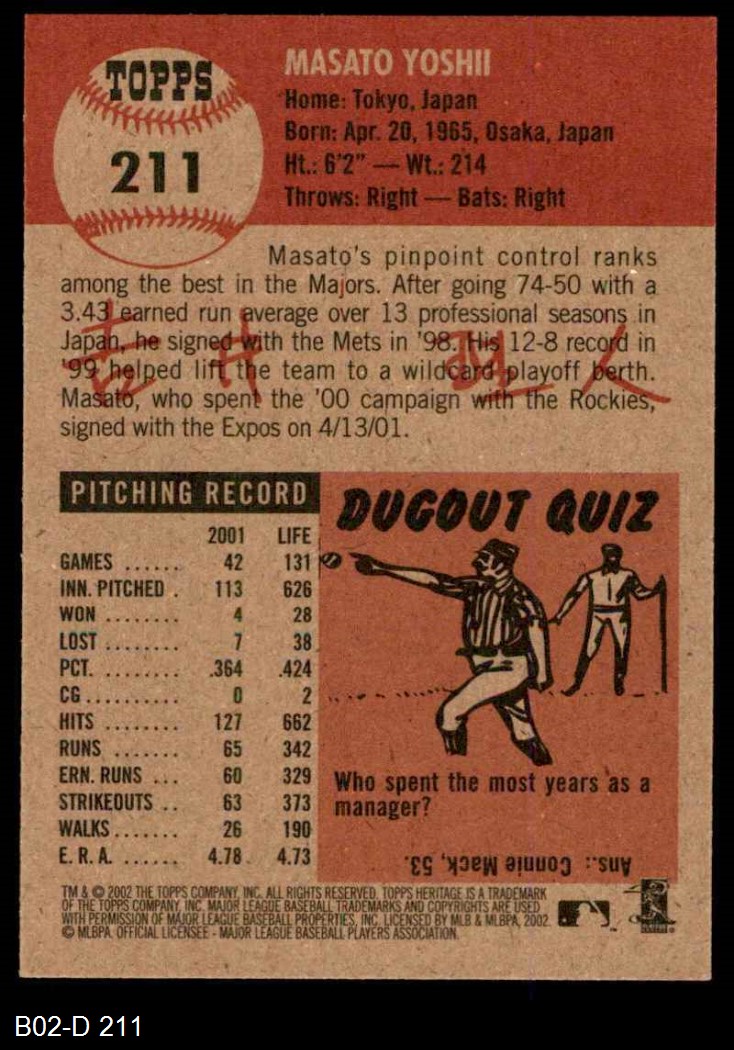 TOPPS
211
MASATO YOSHII
Home: Tokyo, Japan
Born: Apr. 20, 1965, Osaka, Japan
Ht.: 6'2" — Wt.: 214
Throws: Right — Bats: Right
Masato's pinpoint control ranks
among the best in the Majors. After going 74-50 with a
3.43 earned run average over 13 professional seasons in
Japan, he signed with the Mets in '98. His 12-8 record in
'99 helped lift the team to a wildcard playoff berth.
Masato, who spent the '00 campaign with the Rockies,
signed with the Expos on 4/13/01.
吉井 理人
PITCHING RECORD
2001 LIFE
GAMES ...... 42 131
INN. PITCHED . 113 626
WON ........ 4 28
LOST ........ 7 38
PCT. ........ .364 .424
CG .......... 0 2
HITS ........ 127 662
RUNS ....... 65 342
ERN. RUNS ... 60 329
STRIKEOUTS .. 63 373
WALKS ....... 26 190
E. R. A. ...... 4.78 4.73
DUGOUT QUIZ
Who spent the most years as a
manager?
Ans.: Connie Mack, 53.
TM & © 2002 THE TOPPS COMPANY, INC. ALL RIGHTS RESERVED. TOPPS HERITAGE IS A TRADEMARK
OF THE TOPPS COMPANY, INC. MAJOR LEAGUE BASEBALL TRADEMARKS AND COPYRIGHTS ARE USED
WITH PERMISSION OF MAJOR LEAGUE BASEBALL PROPERTIES, INC. LICENSED BY MLB & MLBPA, 2002
© MLBPA. OFFICIAL LICENSEE - MAJOR LEAGUE BASEBALL PLAYERS ASSOCIATION.
B02-D 211